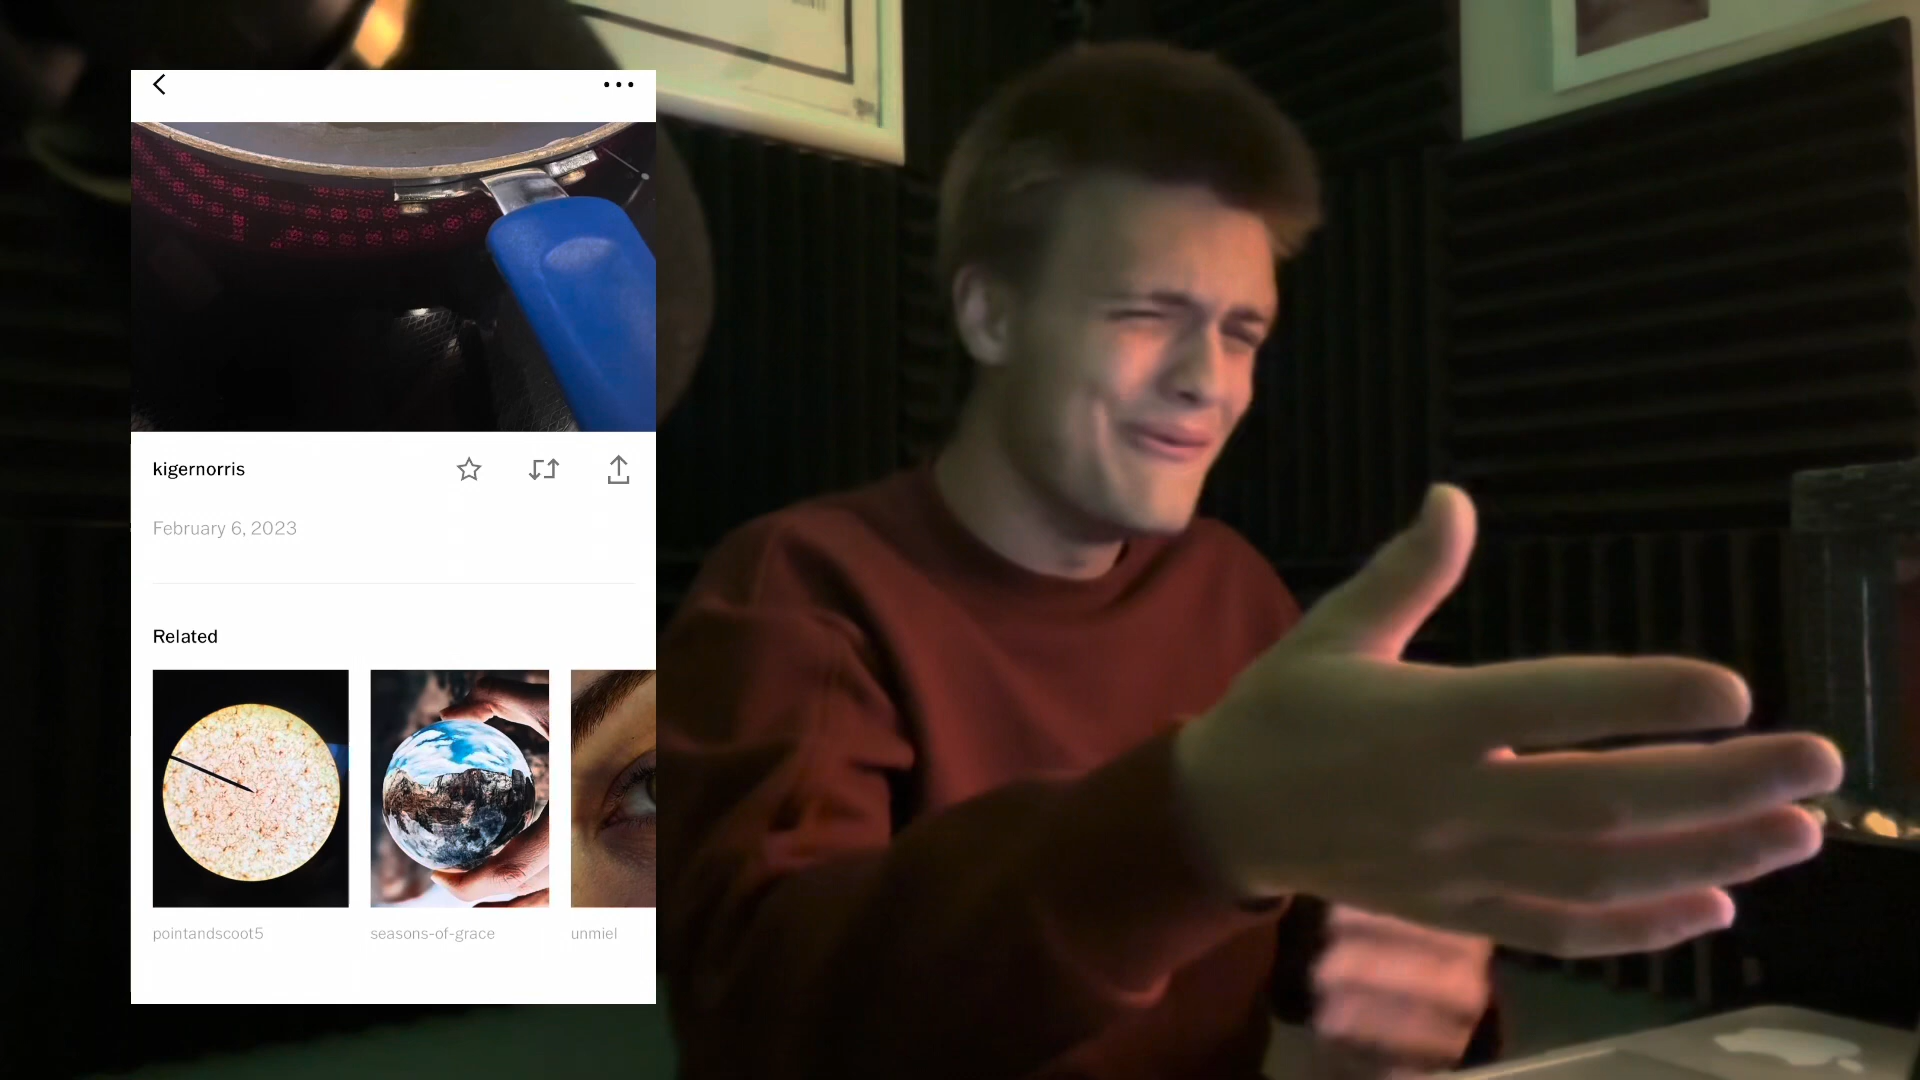 kigernorris
February 6, 2023
Related
pointandscoot5
seasons-of-grace
unmiel